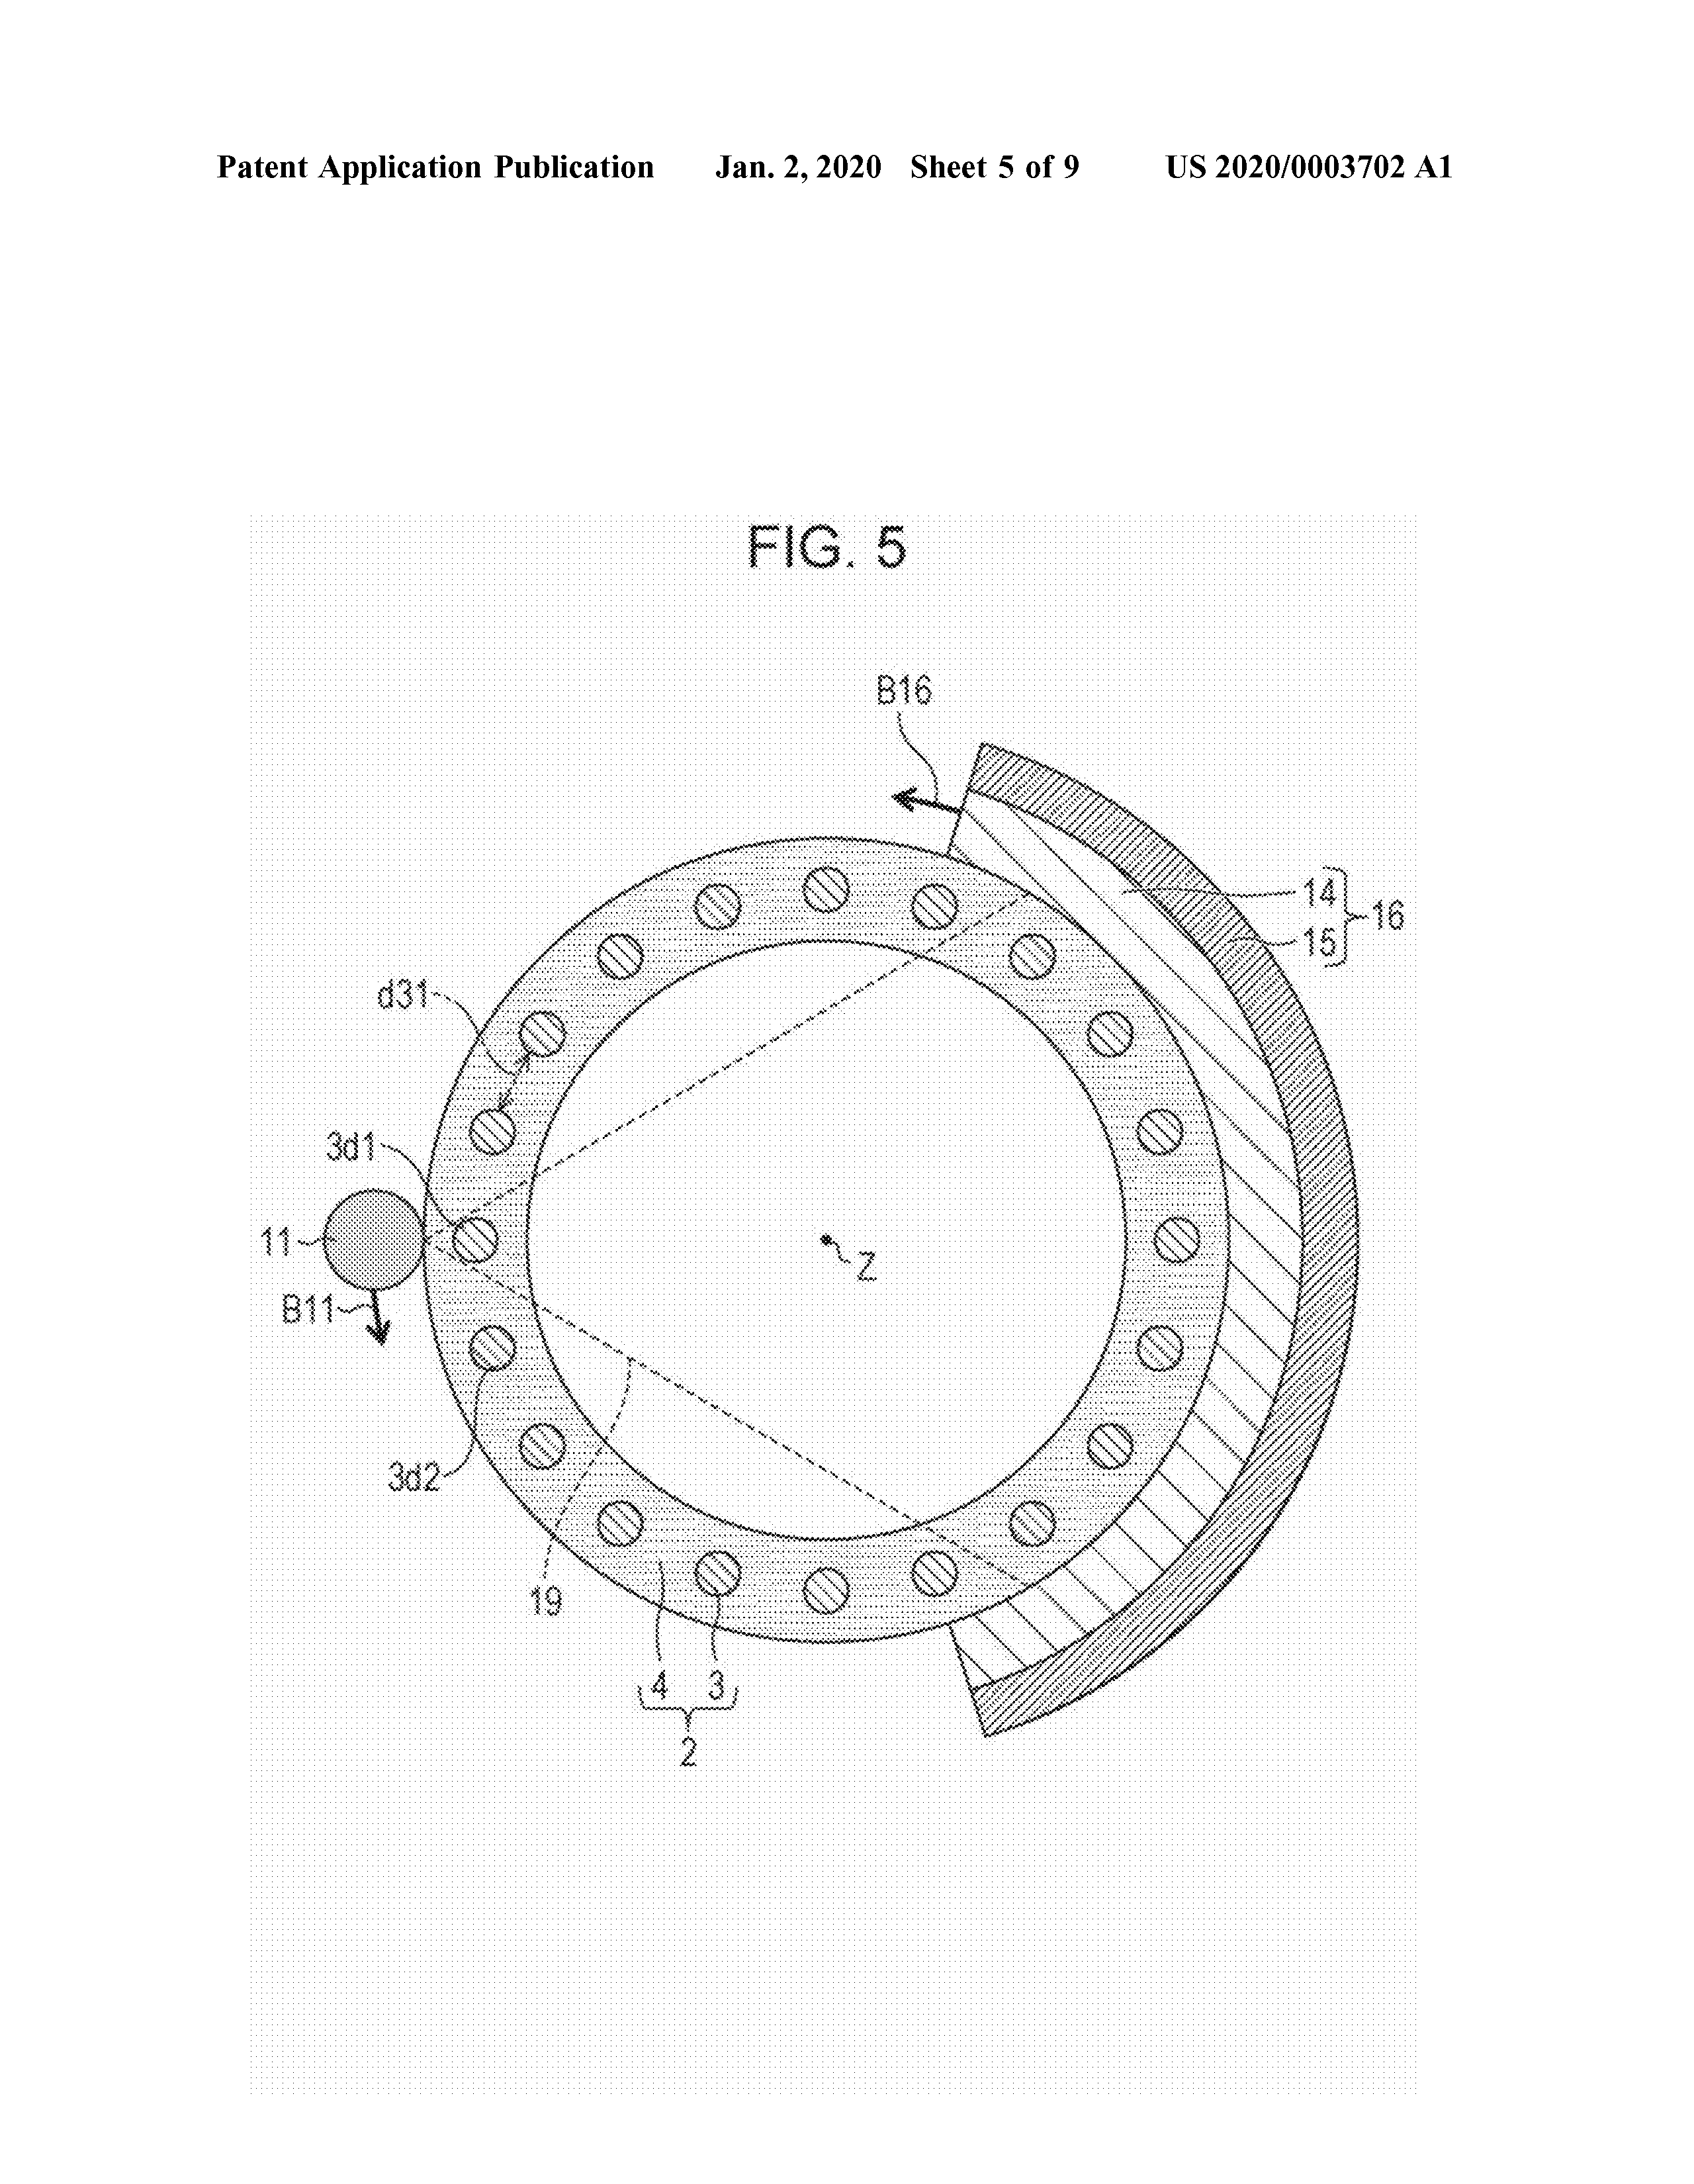 Patent Application Publication Jan. 2, 2020 Sheet 5 of 9 US 2020/0003702 A1
FIG. 5
B16
14
16
15
d31
3d1
11
Z
B11
3d2
19
4 3
2